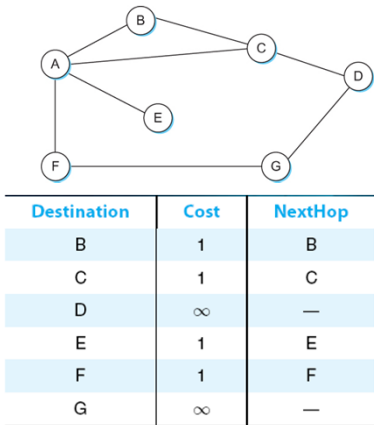 B
C
A
D
E
F
G
Destination Cost NextHop
B 1 B
C 1 C
D ∞ —
E 1 E
F 1 F
G ∞ —